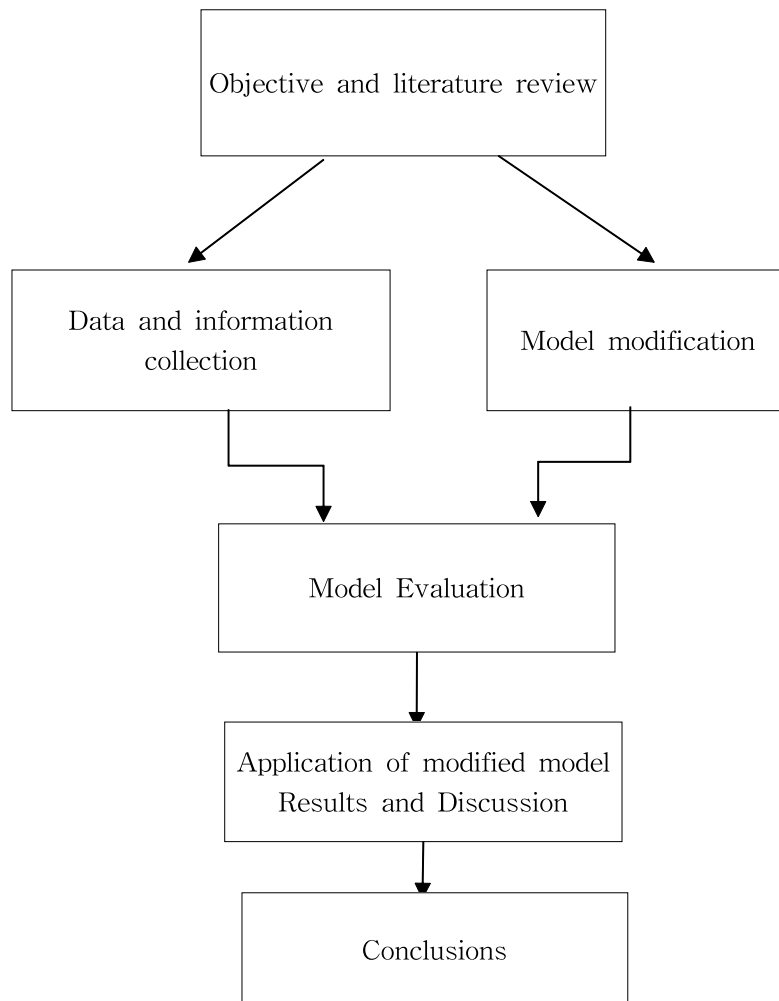 Objective and literature review
Data and information
collection
Model modification
Model Evaluation
Application of modified model
Results and Discussion
Conclusions